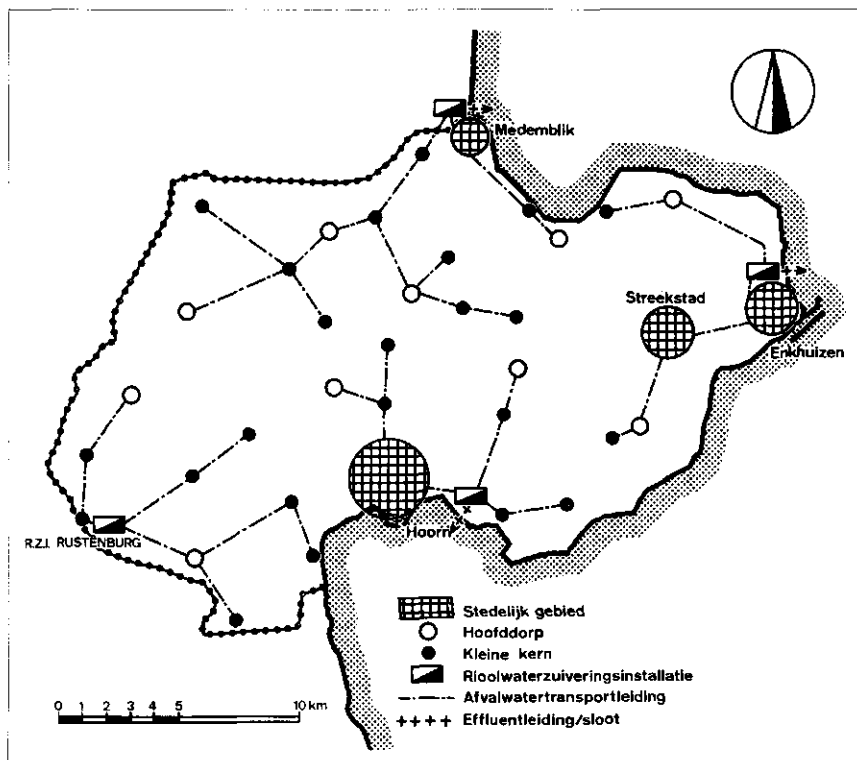 Medemblik
Streekstad
Enkhuizen
R.Z.I. RUSTENBURG
Hoorn
Stedelijk gebied
Hoofddorp
Kleine kern
Rioolwaterzuiveringsinstallatie
Afvalwatertransportleiding
Effluentleiding/sloot
0 1 2 3 4 5 10 km